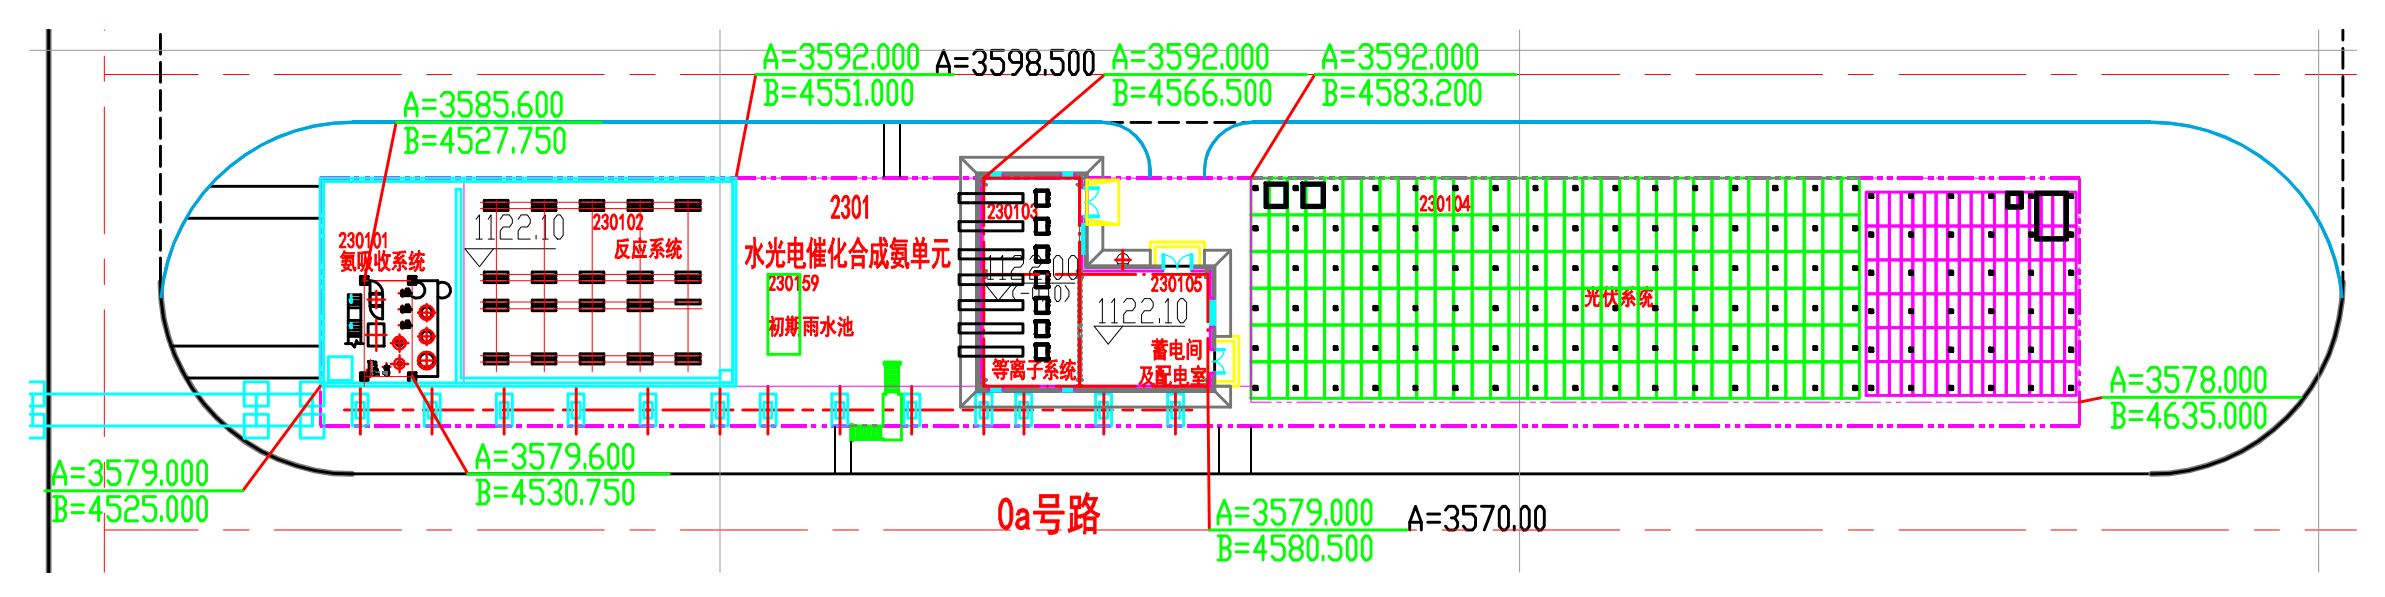 A=3592.000
B=4551.000
A=3598.500
A=3592.000
B=4566.500
A=3592.000
B=4583.200
A=3585.600
B=4527.750
2301
水光电催化合成氨单元
230101
氨吸收系统
1122.10
230102
反应系统
230159
初期雨水池
230103
等离子系统
230105
1122.10
蓄电间
及配电室
230104
光伏系统
A=3578.000
B=4635.000
A=3579.000
B=4525.000
A=3579.600
B=4530.750
0a号路
A=3579.000
B=4580.500
A=3570.00